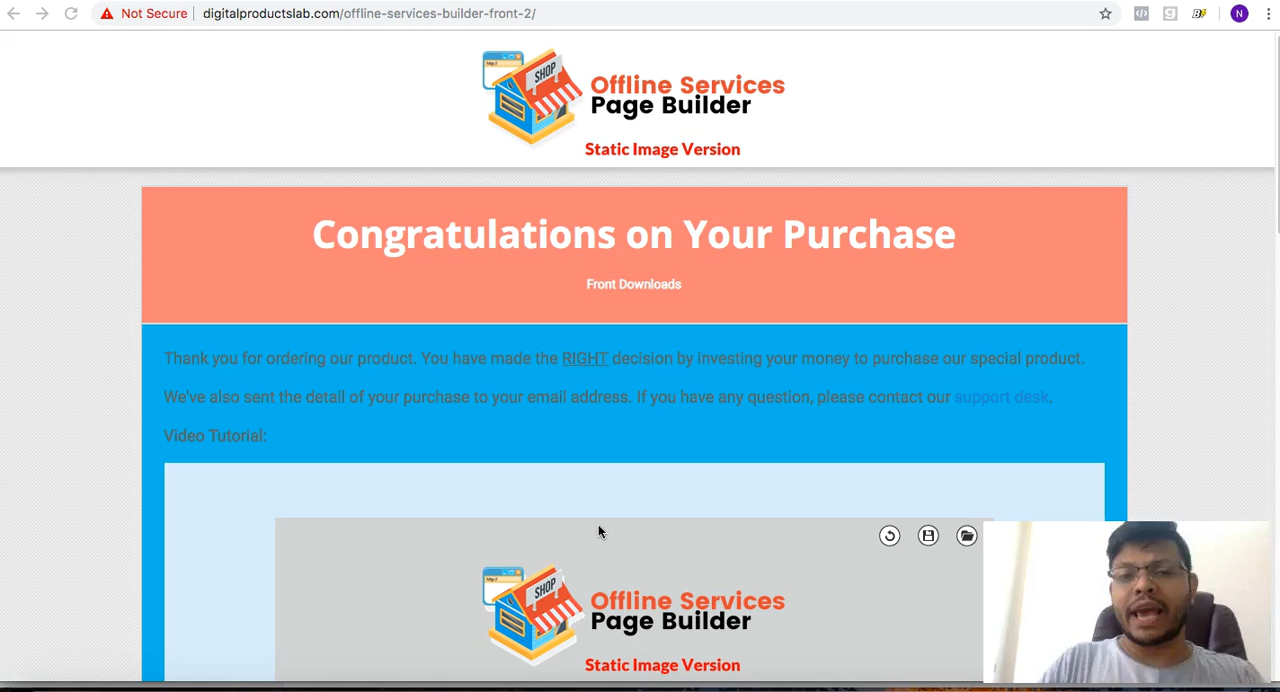 Not Secure
digitalproductslab.com/offline-services-builder-front-2/
N
SHOP
Offline Services
Page Builder
Static Image Version
Congratulations on Your Purchase
Front Downloads
Thank you for ordering our product. You have made the RIGHT decision by investing your money to purchase our special product.
We've also sent the detail of your purchase to your email address. If you have any question, please contact our support desk.
Video Tutorial:
SHOP
Offline Services
Page Builder
Static Image Version